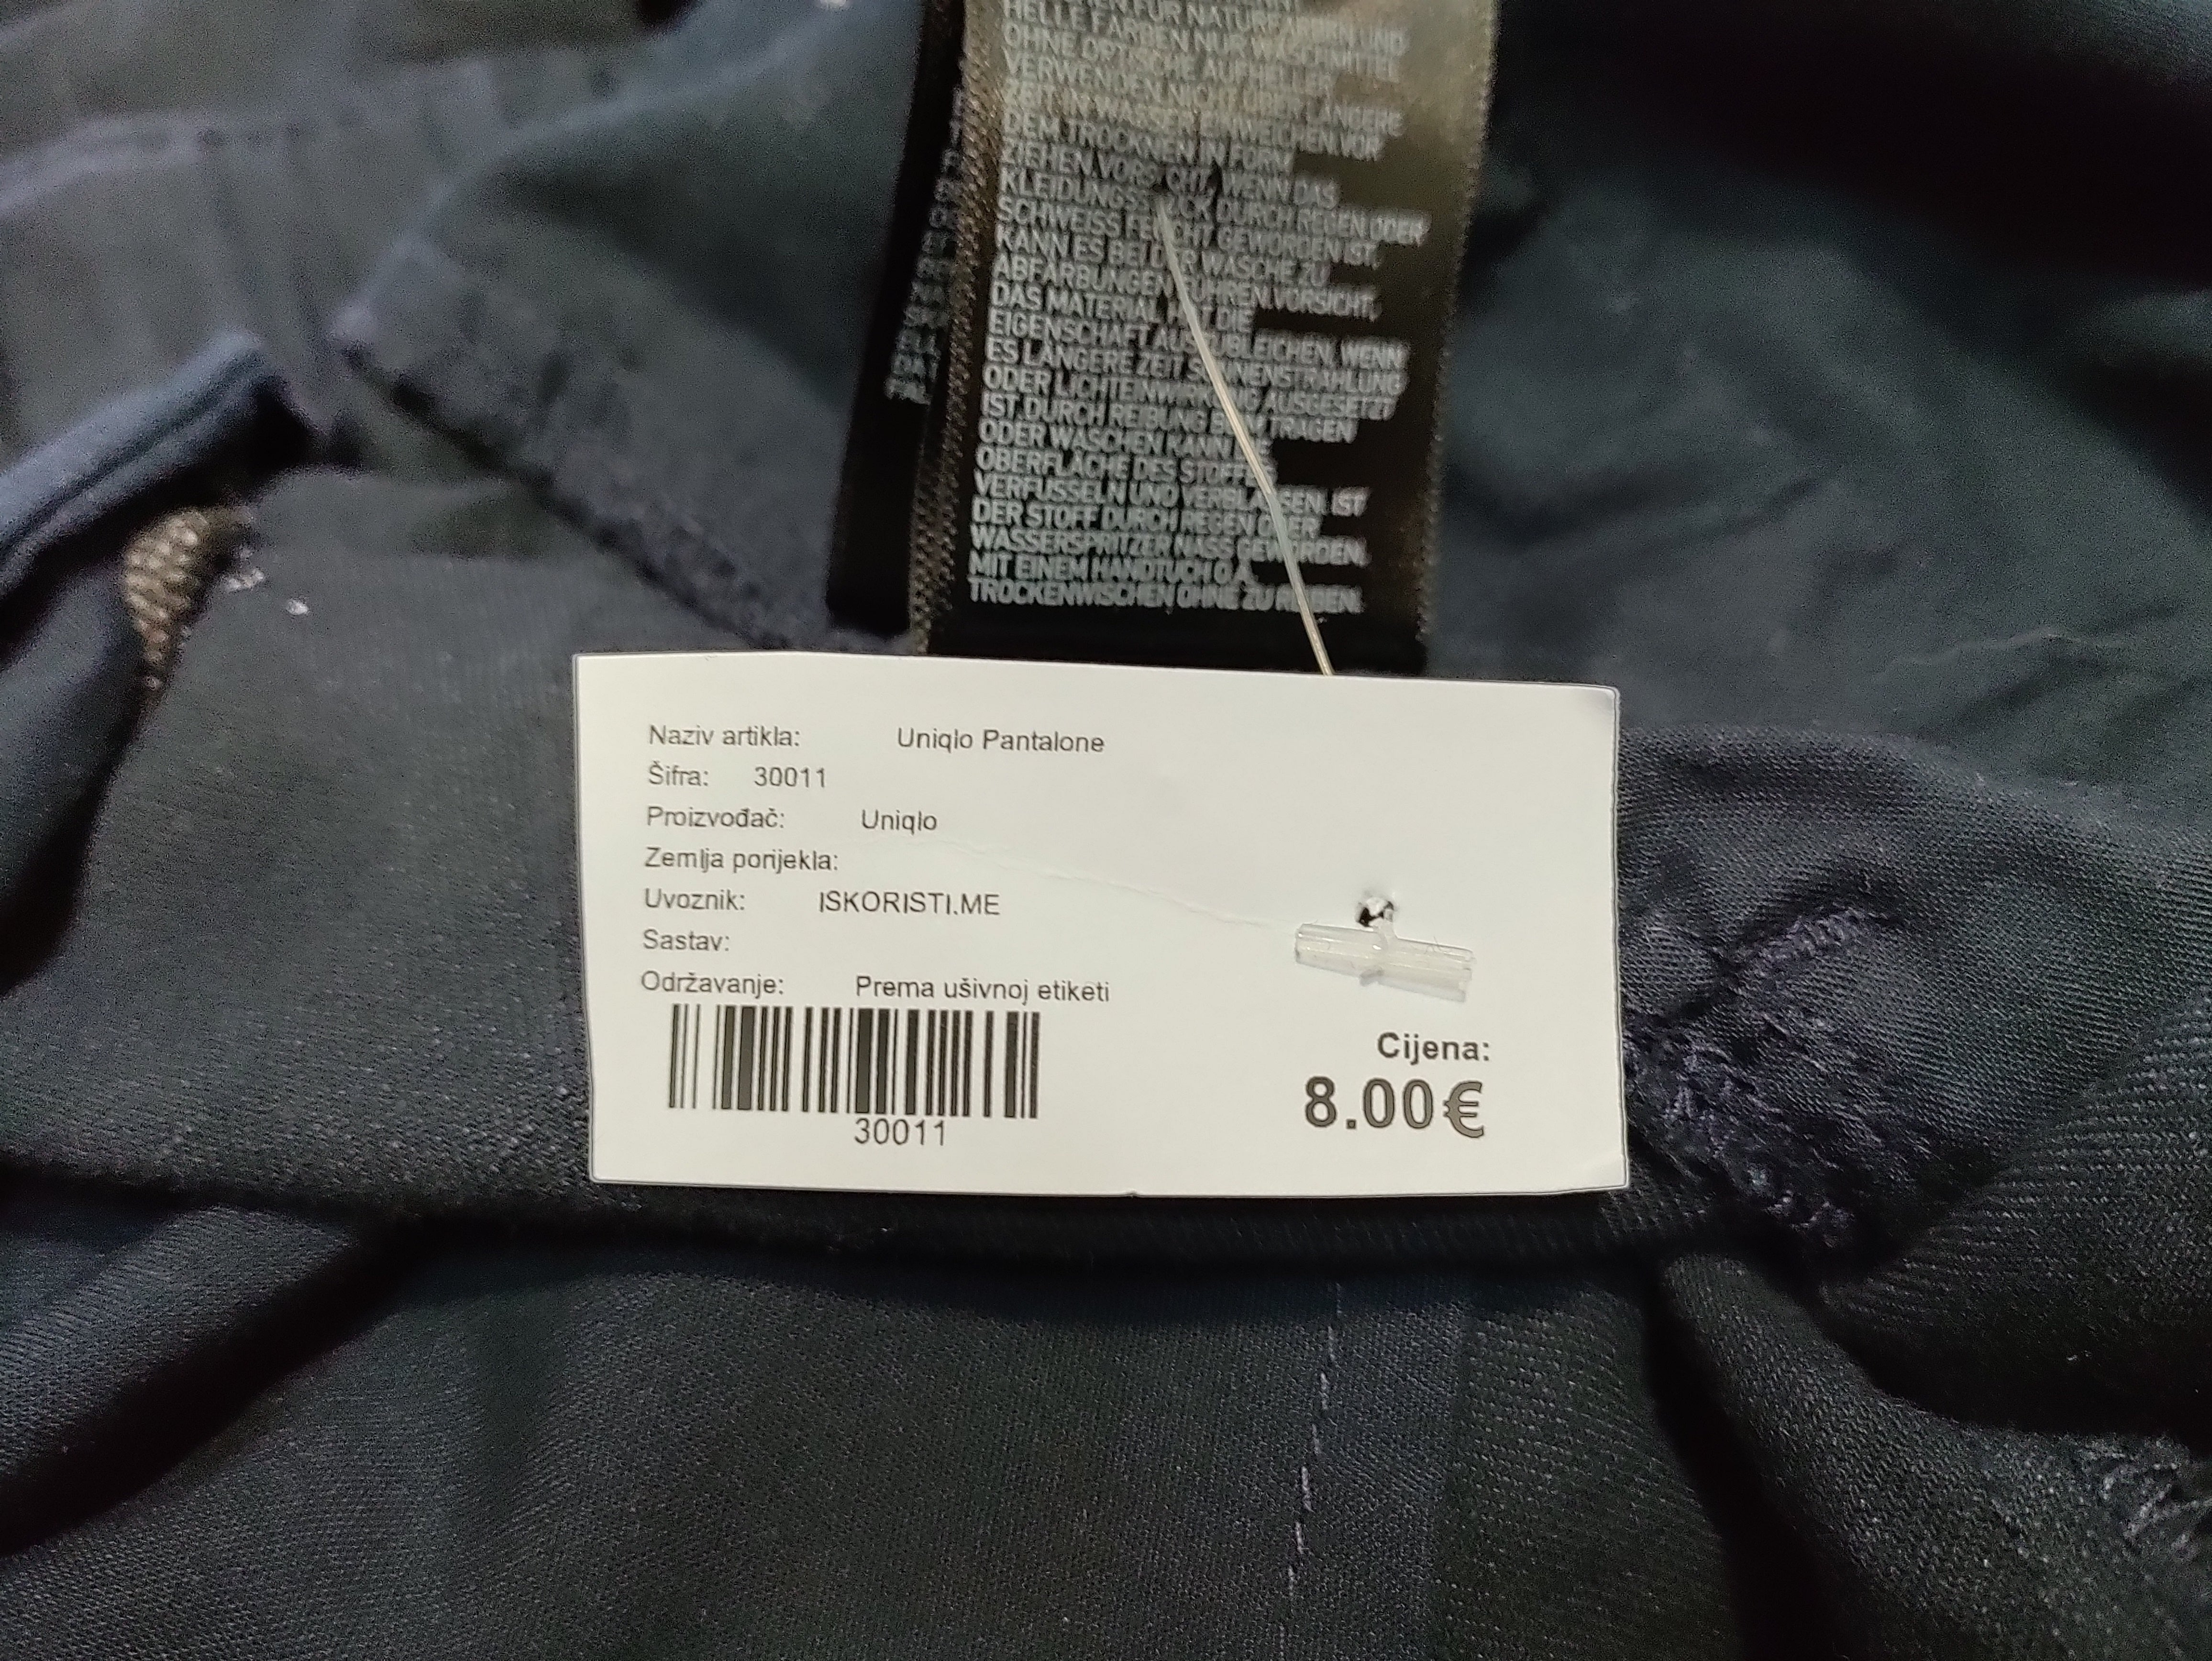 HELLE FARBEN NUR WASCHMITTEL
OHNE OPTISCHE AUFHELLER
VERWENDEN. NICHT ÜBER LÄNGERE
DEM TROCKNEN IN FORM
ZIEHEN. VORSICHT, WENN DAS
KLEIDUNGSSTÜCK DURCH REGEN ODER
SCHWEISS FEUCHT GEWORDEN IST,
KANN ES BEI DER WÄSCHE ZU
ABFÄRBUNGEN FÜHREN. VORSICHT,
DAS MATERIAL HAT DIE
EIGENSCHAFT AUSZUBLEICHEN, WENN
ES LÄNGERE ZEIT SONNENSTRAHLUNG
ODER LICHTEINWIRKUNG AUSGESETZT
IST. DURCH REIBUNG BEIM TRAGEN
ODER WASCHEN KANN DIE
OBERFLÄCHE DES STOFFES
VERFUSSELN UND VERBLASSEN. IST
DER STOFF DURCH REGEN ODER
WASSERSPRITZER NASS GEWORDEN,
MIT EINEM HANDTUCH O.Ä.
TROCKENWISCHEN OHNE ZU REIBEN.
Naziv artikla: Uniqlo Pantalone
Šifra: 30011
Proizvođač: Uniqlo
Zemlja porijekla:
Uvoznik: ISKORISTI.ME
Sastav:
Održavanje: Prema ušivnoj etiketi
30011
Cijena:
8.00€